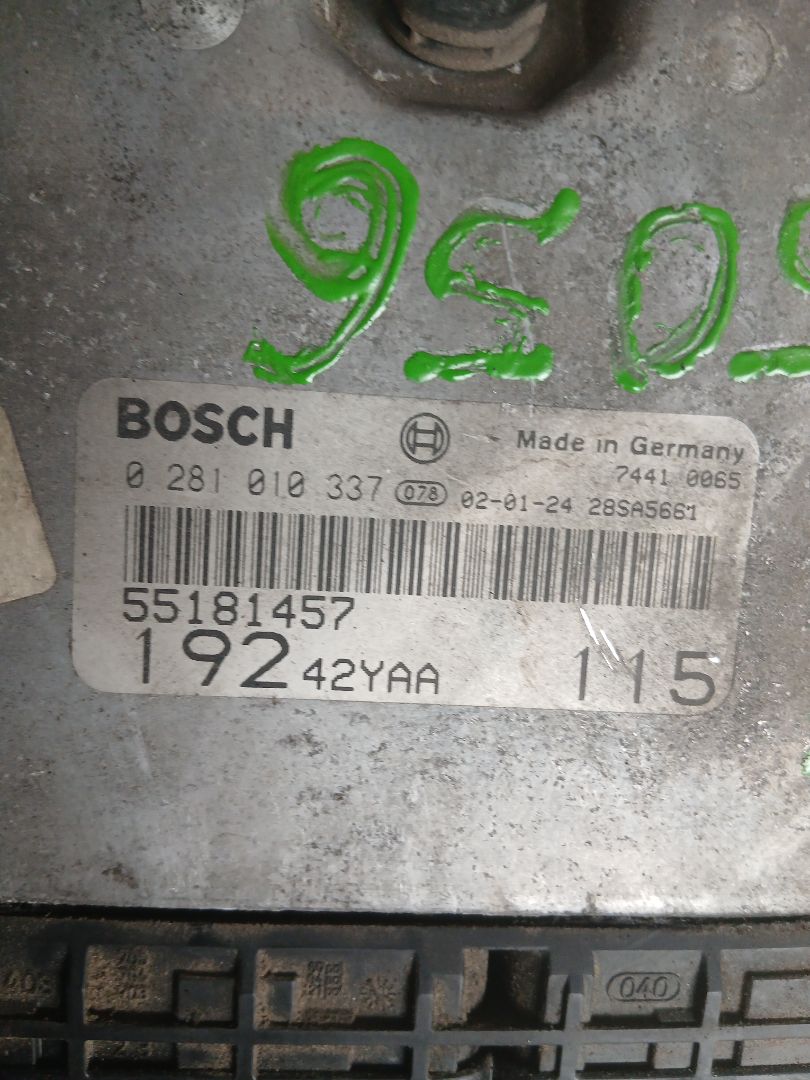 9505
BOSCH Made in Germany
7441 0065
0 281 010 337 078 02-01-24 28SA5661
55181457
192 42YAA 115
040